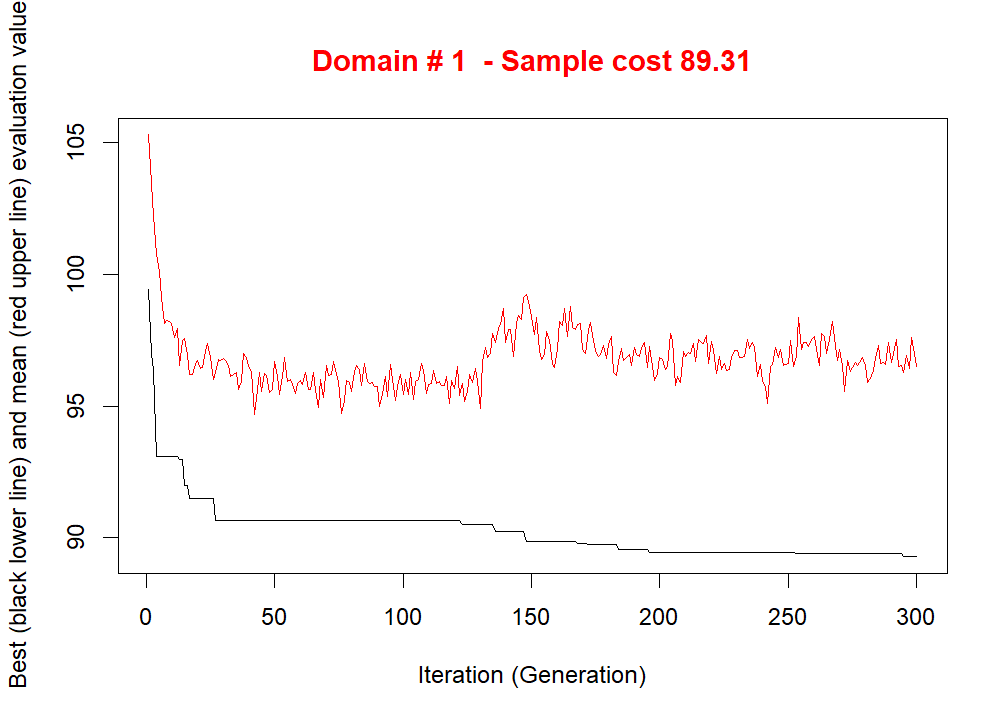 Domain # 1  - Sample cost 89.31
Best (black lower line) and mean (red upper line) evaluation value
105
100
95
90
0 50 100 150 200 250 300
Iteration (Generation)